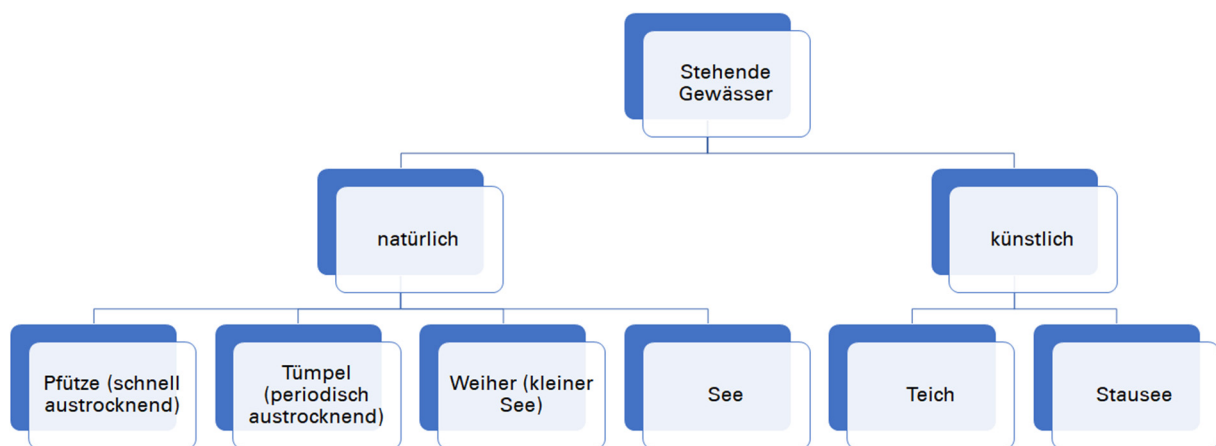 Stehende
Gewässer
natürlich
künstlich
Pfütze (schnell
austrocknend)
Tümpel
(periodisch
austrocknend)
Weiher (kleiner
See)
See
Teich
Stausee